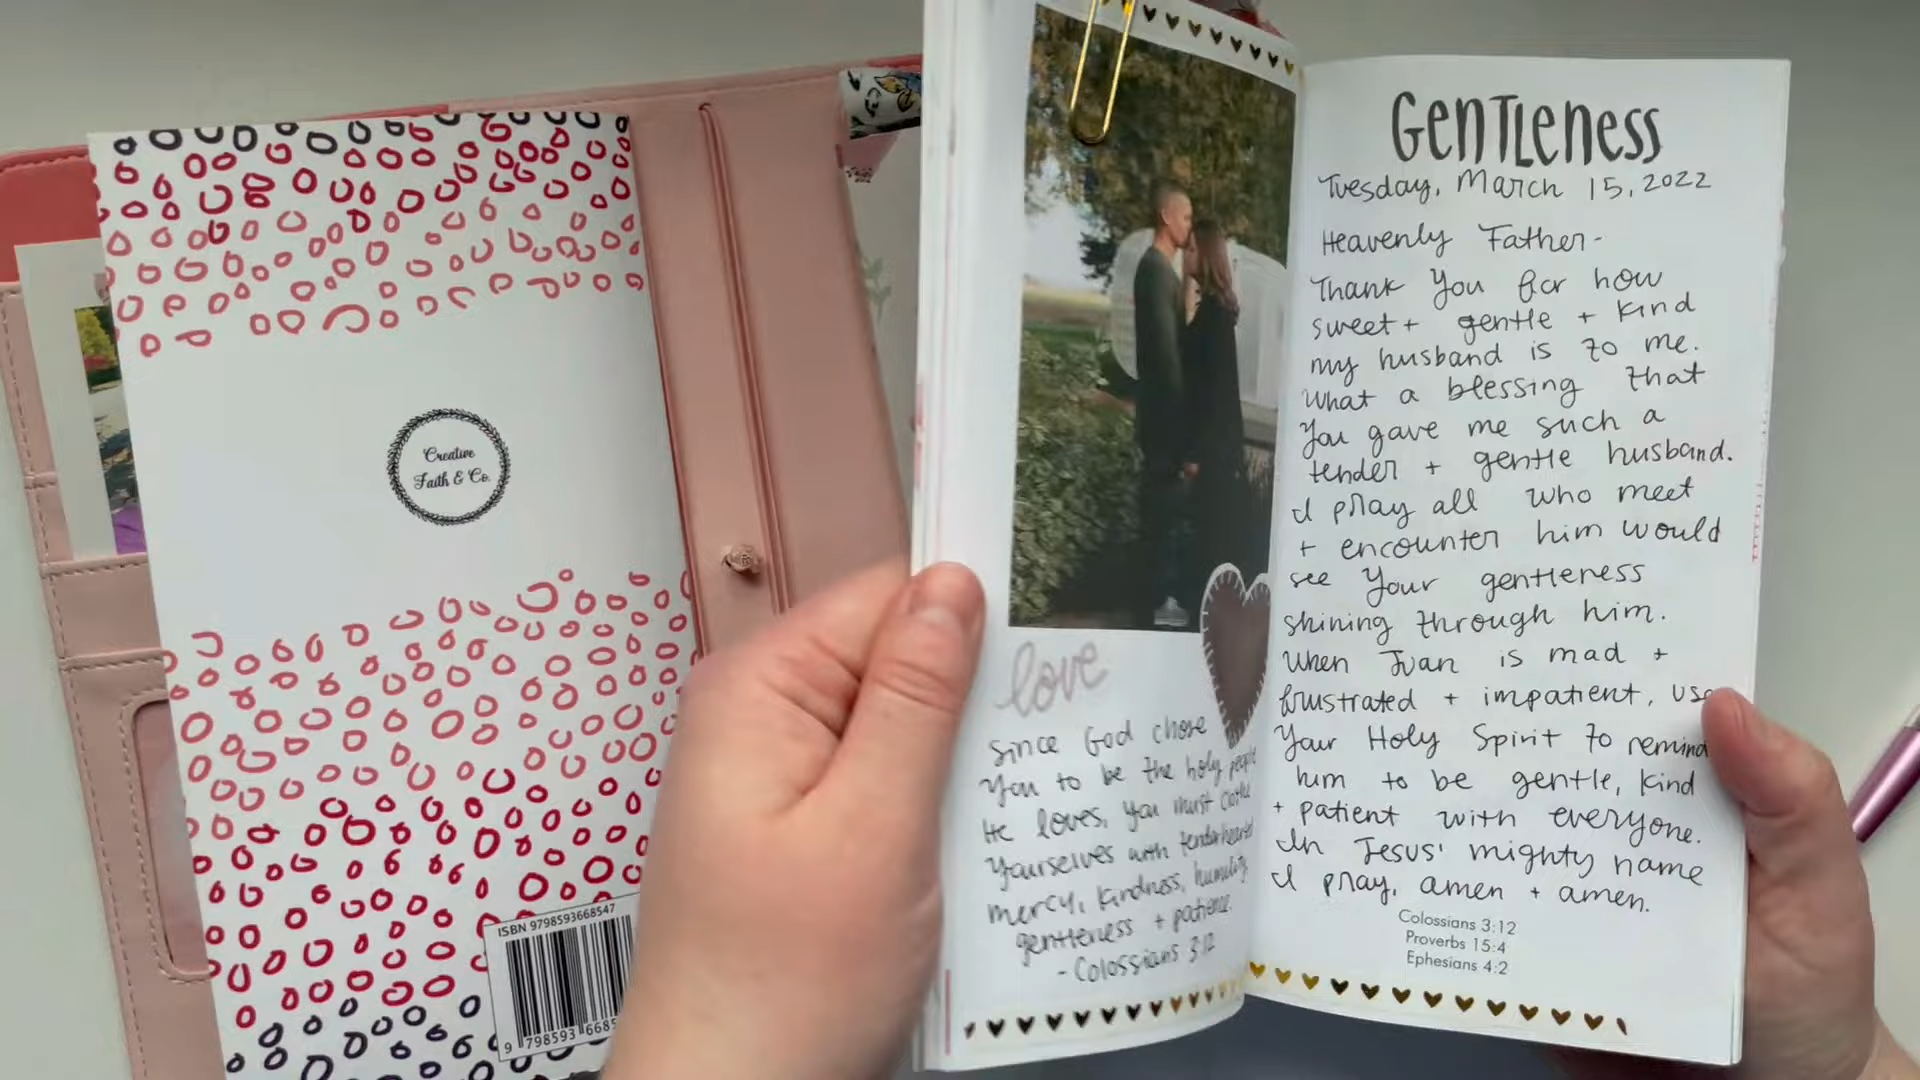 Creative
Faith & Co.
ISBN 9798593668547
9 798593 668
love
since God chose
You to be the holy people
He loves, you must clothe
yourselves with tenderhearted
mercy, kindness, humility,
gentleness + patience.
- Colossians 3:12
GENTLENESS
Tuesday, March 15, 2022
Heavenly Father-
Thank You for how
sweet + gentle + kind
my husband is to me.
What a blessing that
You gave me such a
tender + gentle husband.
I pray all who meet
+ encounter him would
see Your gentleness
shining through him.
When Juan is mad +
frustrated + impatient, use
Your Holy Spirit to remind
him to be gentle, kind
+ patient with everyone.
In Jesus' mighty name
I pray, amen + amen.
Colossians 3:12
Proverbs 15:4
Ephesians 4:2